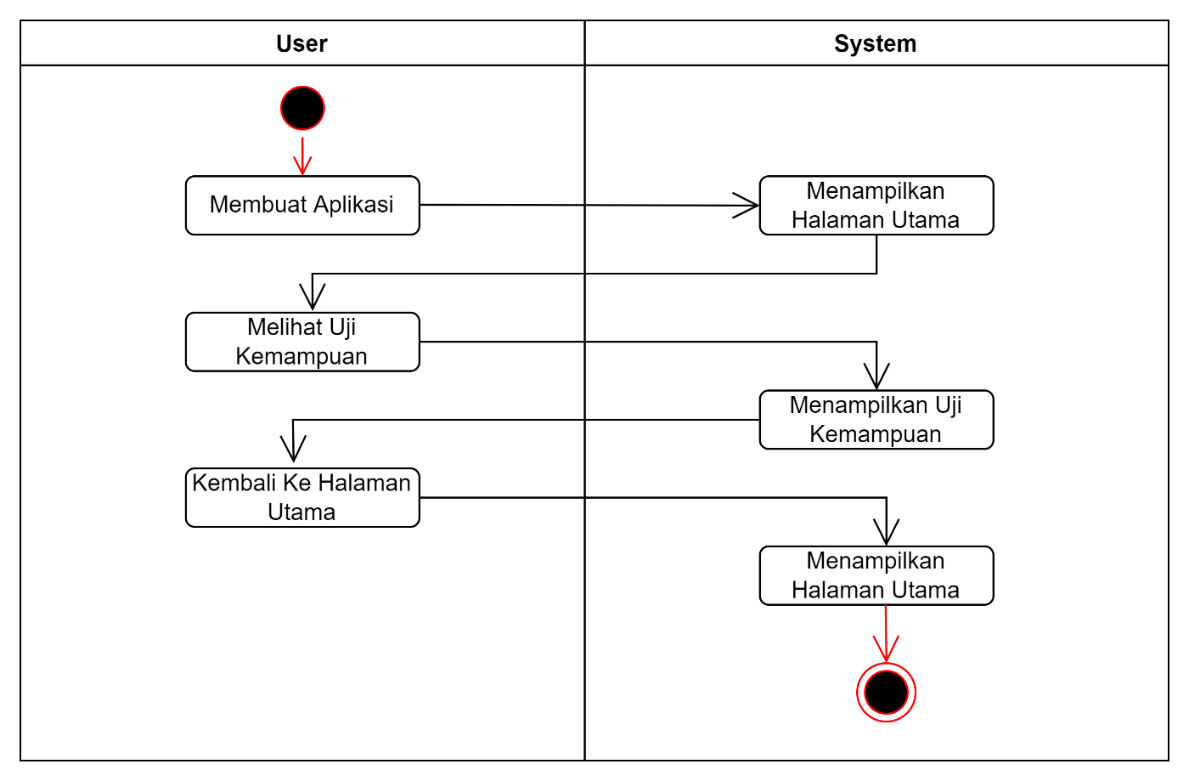 User
System
Membuat Aplikasi
Menampilkan
Halaman Utama
Melihat Uji
Kemampuan
Menampilkan Uji
Kemampuan
Kembali Ke Halaman
Utama
Menampilkan
Halaman Utama